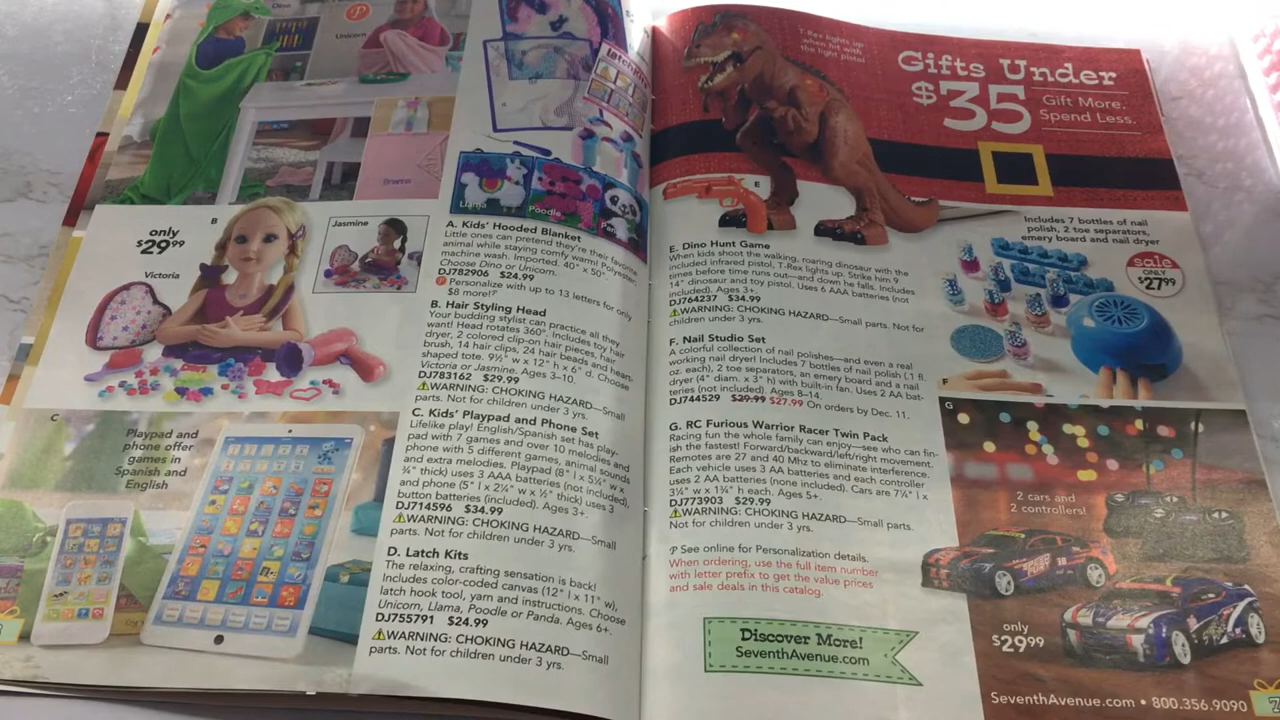 Dino
Unicorn
Briana
B
only
$29⁹⁹
Victoria
Jasmine
C
Playpad and
phone offer
games in
Spanish and
English
latchkits
Llama
Poodle
A. Kids' Hooded Blanket
Little ones can pretend they're their favorite
animal while staying comfy warm. Polyester;
machine wash. Imported. 40" x 50".
Choose Dino or Unicorn.
DJ782906 $24.99
Personalize with up to 13 letters for only
$8 more!
B. Hair Styling Head
Your budding stylist can practice all they
want! Head rotates 360°. Includes toy hair
dryer, 2 colored clip-on hair pieces, hair
brush, 14 hair clips, 24 hair beads and heart-
shaped tote. 9½" w x 12" h x 6" d. Choose
Victoria or Jasmine. Ages 3–10.
DJ783162 $29.99
⚠WARNING: CHOKING HAZARD—Small
parts. Not for children under 3 yrs.
C. Kids' Playpad and Phone Set
Lifelike play! English/Spanish set has play-
pad with 7 games and over 10 melodies and
phone with 5 different games, animal sounds
and extra melodies. Playpad (7" l x 5¼" w x
¼" thick) uses 3 AAA batteries (not included),
and phone (5" l x 2¼" w x ½" thick) uses 3
button batteries (included). Ages 3+.
DJ714596 $34.99
⚠WARNING: CHOKING HAZARD—Small
parts. Not for children under 3 yrs.
D. Latch Kits
The relaxing, crafting sensation is back!
Includes color-coded canvas (12" l x 11" w),
latch hook tool, yarn and instructions. Choose
Unicorn, Llama, Poodle or Panda. Ages 6+.
DJ755791 $24.99
⚠WARNING: CHOKING HAZARD—Small
parts. Not for children under 3 yrs.
T-Rex lights up
when hit with
the light pistol
Gifts Under
$35
Gift More.
Spend Less.
E
E. Dino Hunt Game
When kids shoot the walking, roaring dinosaur with the
included infrared pistol, T-Rex lights up. Strike him 9
times before time runs out—and down he falls. Includes
14" dinosaur and toy pistol. Uses 6 AAA batteries (not
included). Ages 3+.
DJ764237 $34.99
⚠WARNING: CHOKING HAZARD—Small parts. Not for
children under 3 yrs.
F. Nail Studio Set
A colorful collection of nail polishes—and even a real
working nail dryer! Includes 7 bottles of nail polish (.1 fl.
oz. each), 2 toe separators, an emery board and a nail
dryer (4" diam. x 3" h) with built-in fan. Uses 2 AA bat-
teries (not included). Ages 8–14.
DJ744529 $29.99 $27.99 On orders by Dec. 11.
G. RC Furious Warrior Racer Twin Pack
Racing fun the whole family can enjoy—see who can fin-
ish the fastest! Forward/backward/left/right movement.
Remotes are 27 and 40 Mhz to eliminate interference.
Each vehicle uses 3 AA batteries and each controller
uses 2 AA batteries (none included). Cars are 7¼" l x
3¼" w x 1¾" h each. Ages 5+.
DJ773903 $29.99
⚠WARNING: CHOKING HAZARD—Small parts.
Not for children under 3 yrs.
See online for Personalization details.
When ordering, use the full item number
with letter prefix to get the value prices
and sale deals in this catalog.
Discover More!
SeventhAvenue.com
Includes 7 bottles of nail
polish, 2 toe separators,
emery board and nail dryer
sale
ONLY
$27⁹⁹
F
G
2 cars and
2 controllers!
only
$29⁹⁹
SeventhAvenue.com • 800.356.9090